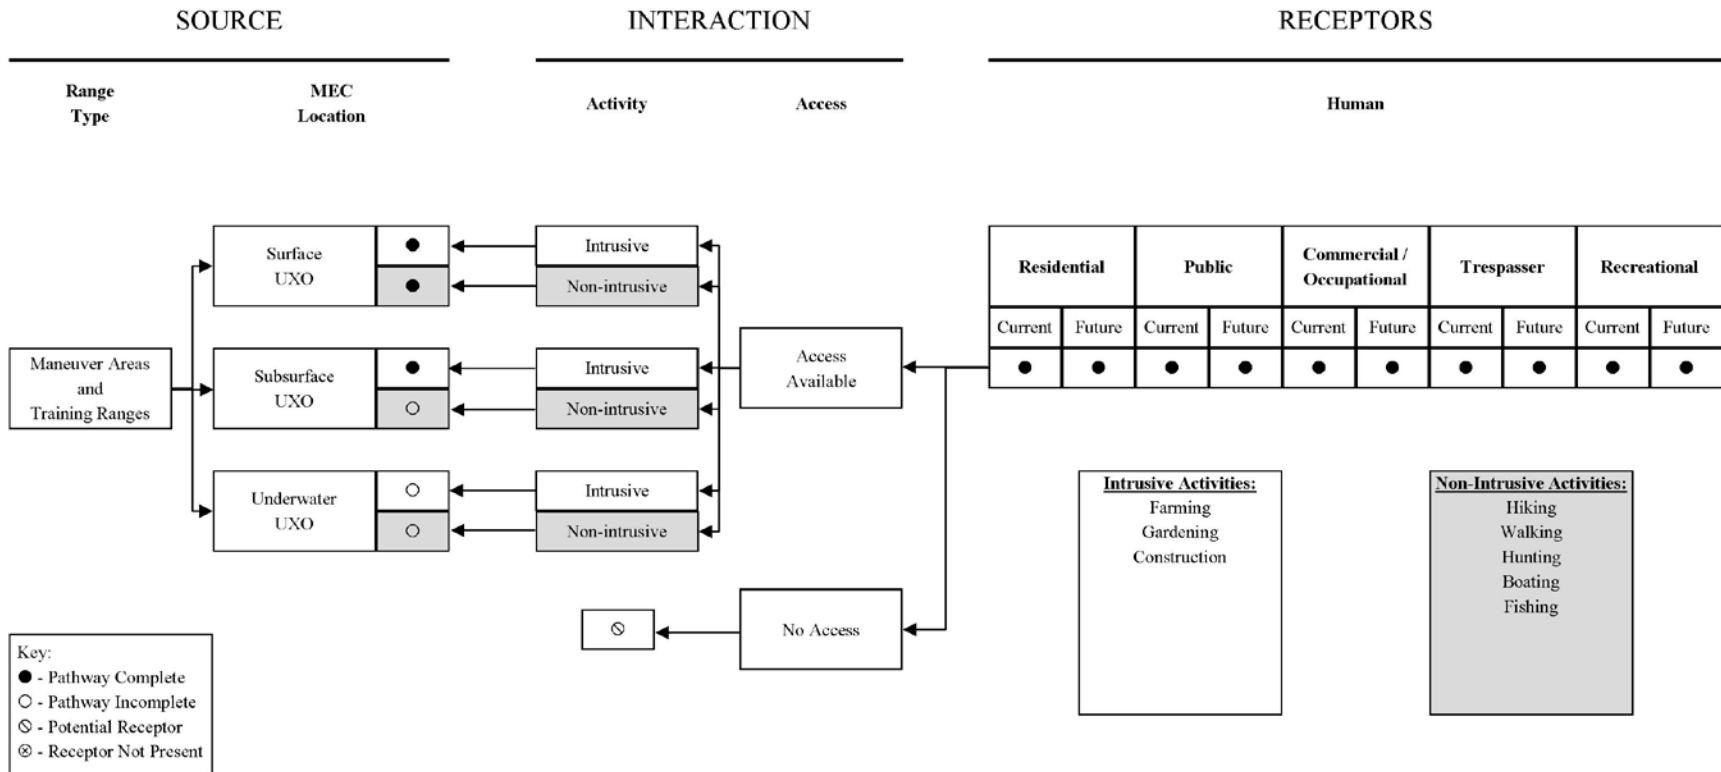 SOURCE
INTERACTION
RECEPTORS
Range
Type
MEC
Location
Activity
Access
Human
Surface
UXO
Intrusive
Non-intrusive
Residential
Public
Commercial /
Occupational
Trespasser
Recreational
Current
Future
Current
Future
Current
Future
Current
Future
Current
Future
Maneuver Areas
and
Training Ranges
Subsurface
UXO
Intrusive
Non-intrusive
Access
Available
Underwater
UXO
Intrusive
Non-intrusive
No Access
Intrusive Activities:
Farming
Gardening
Construction
Non-Intrusive Activities:
Hiking
Walking
Hunting
Boating
Fishing
Key:
- Pathway Complete
- Pathway Incomplete
- Potential Receptor
- Receptor Not Present